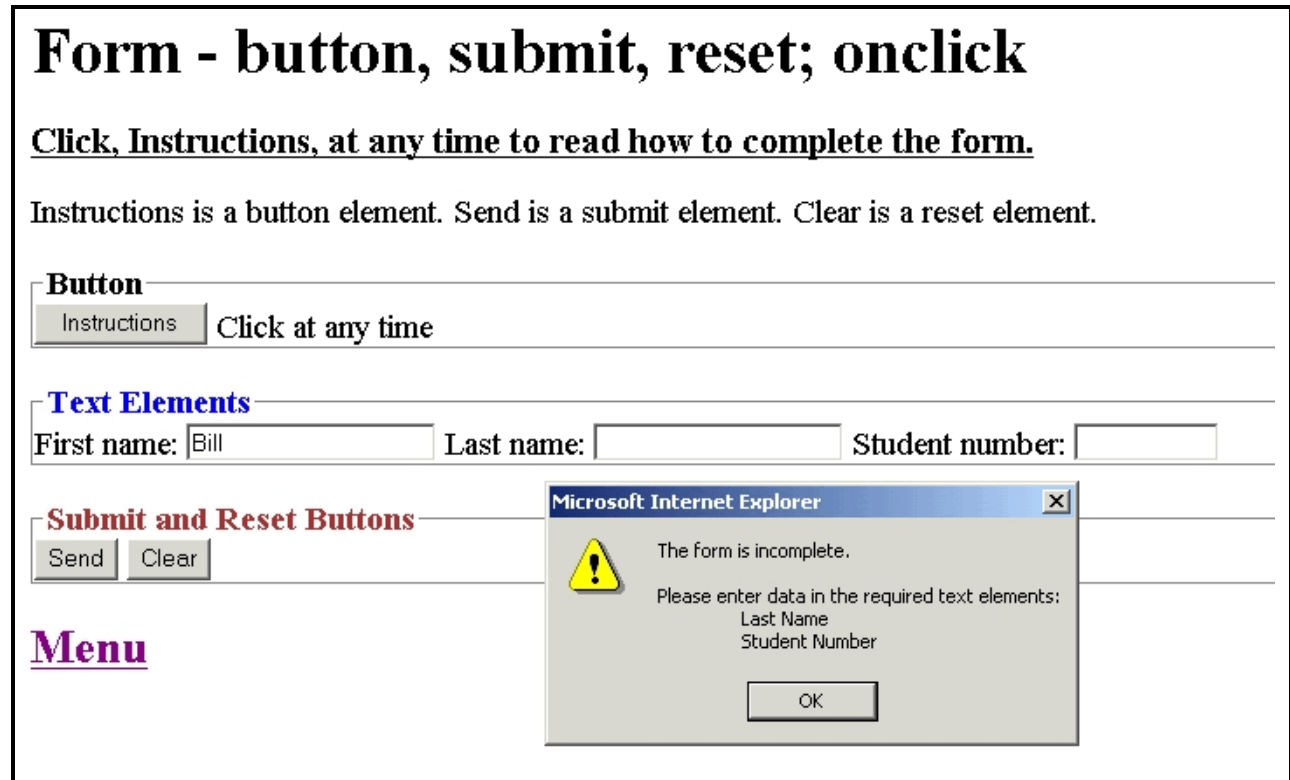 Form - button, submit, reset; onclick
Click, Instructions, at any time to read how to complete the form.
Instructions is a button element. Send is a submit element. Clear is a reset element.
Button
Instructions Click at any time
Text Elements
First name: Bill Last name: Student number:
Submit and Reset Buttons
Send Clear
Menu
Microsoft Internet Explorer
The form is incomplete.
Please enter data in the required text elements:
Last Name
Student Number
OK